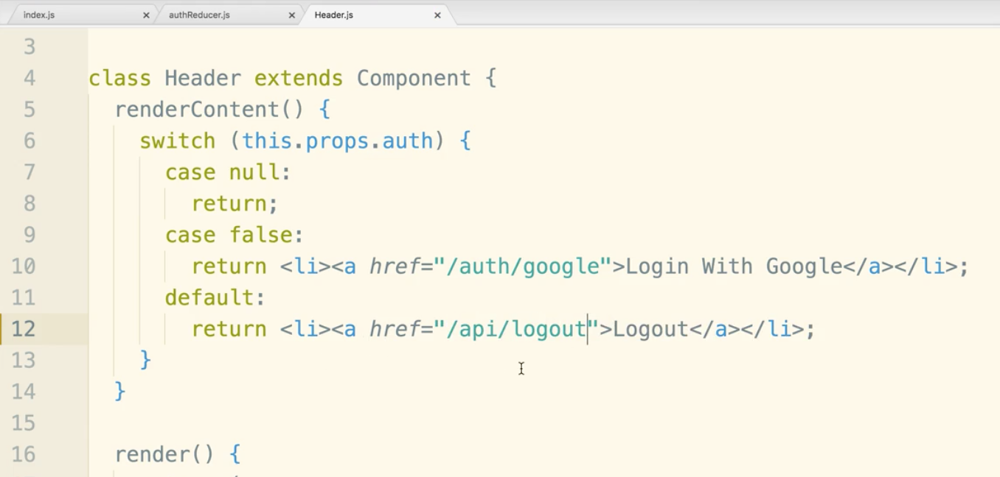 index.js × authReducer.js × Header.js ×
3
4 class Header extends Component {
5   renderContent() {
6     switch (this.props.auth) {
7       case null:
8         return;
9       case false:
10         return <li><a href="/auth/google">Login With Google</a></li>;
11       default:
12         return <li><a href="/api/logout">Logout</a></li>;
13     }
14   }
15
16   render() {